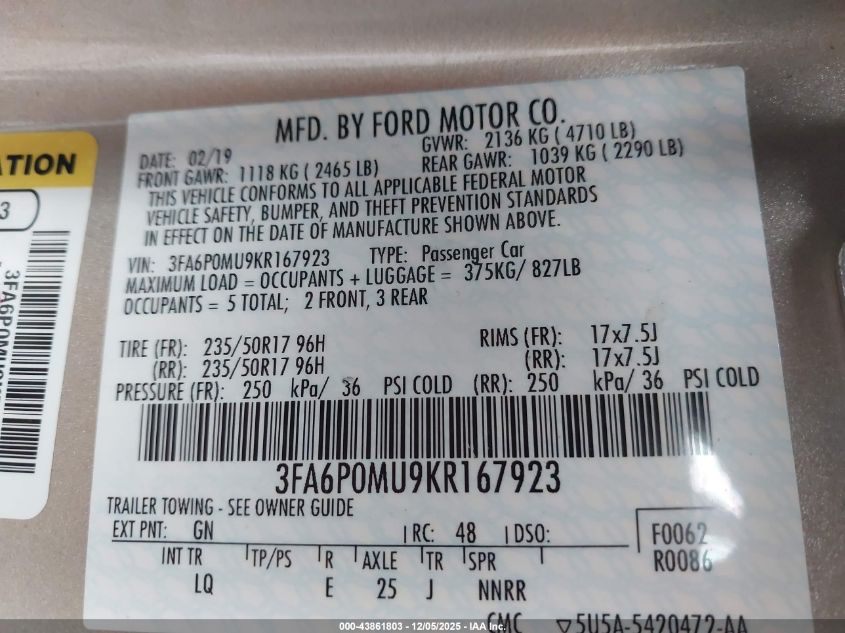 MFD. BY FORD MOTOR CO.
DATE: 02/19 GVWR: 2136 KG ( 4710 LB)
FRONT GAWR: 1118 KG ( 2465 LB) REAR GAWR: 1039 KG ( 2290 LB)
THIS VEHICLE CONFORMS TO ALL APPLICABLE FEDERAL MOTOR
VEHICLE SAFETY, BUMPER, AND THEFT PREVENTION STANDARDS
IN EFFECT ON THE DATE OF MANUFACTURE SHOWN ABOVE.
VIN: 3FA6P0MU9KR167923 TYPE: Passenger Car
MAXIMUM LOAD = OCCUPANTS + LUGGAGE = 375KG/ 827LB
OCCUPANTS = 5 TOTAL; 2 FRONT, 3 REAR
TIRE (FR): 235/50R17 96H RIMS (FR): 17x7.5J
(RR): 235/50R17 96H (RR): 17x7.5J
PRESSURE (FR): 250 kPa/ 36 PSI COLD (RR): 250 kPa/ 36 PSI COLD
3FA6P0MU9KR167923
TRAILER TOWING - SEE OWNER GUIDE
EXT PNT: GN RC: 48 DSO: F0062
INT TR TP/PS R AXLE TR SPR R0086
LQ E 25 J NNRR
CMC 5U5A-5420472-AA
ATION
3
3FA6P0MU9K
000-43861803 - 12/05/2025 - IAAI-CA